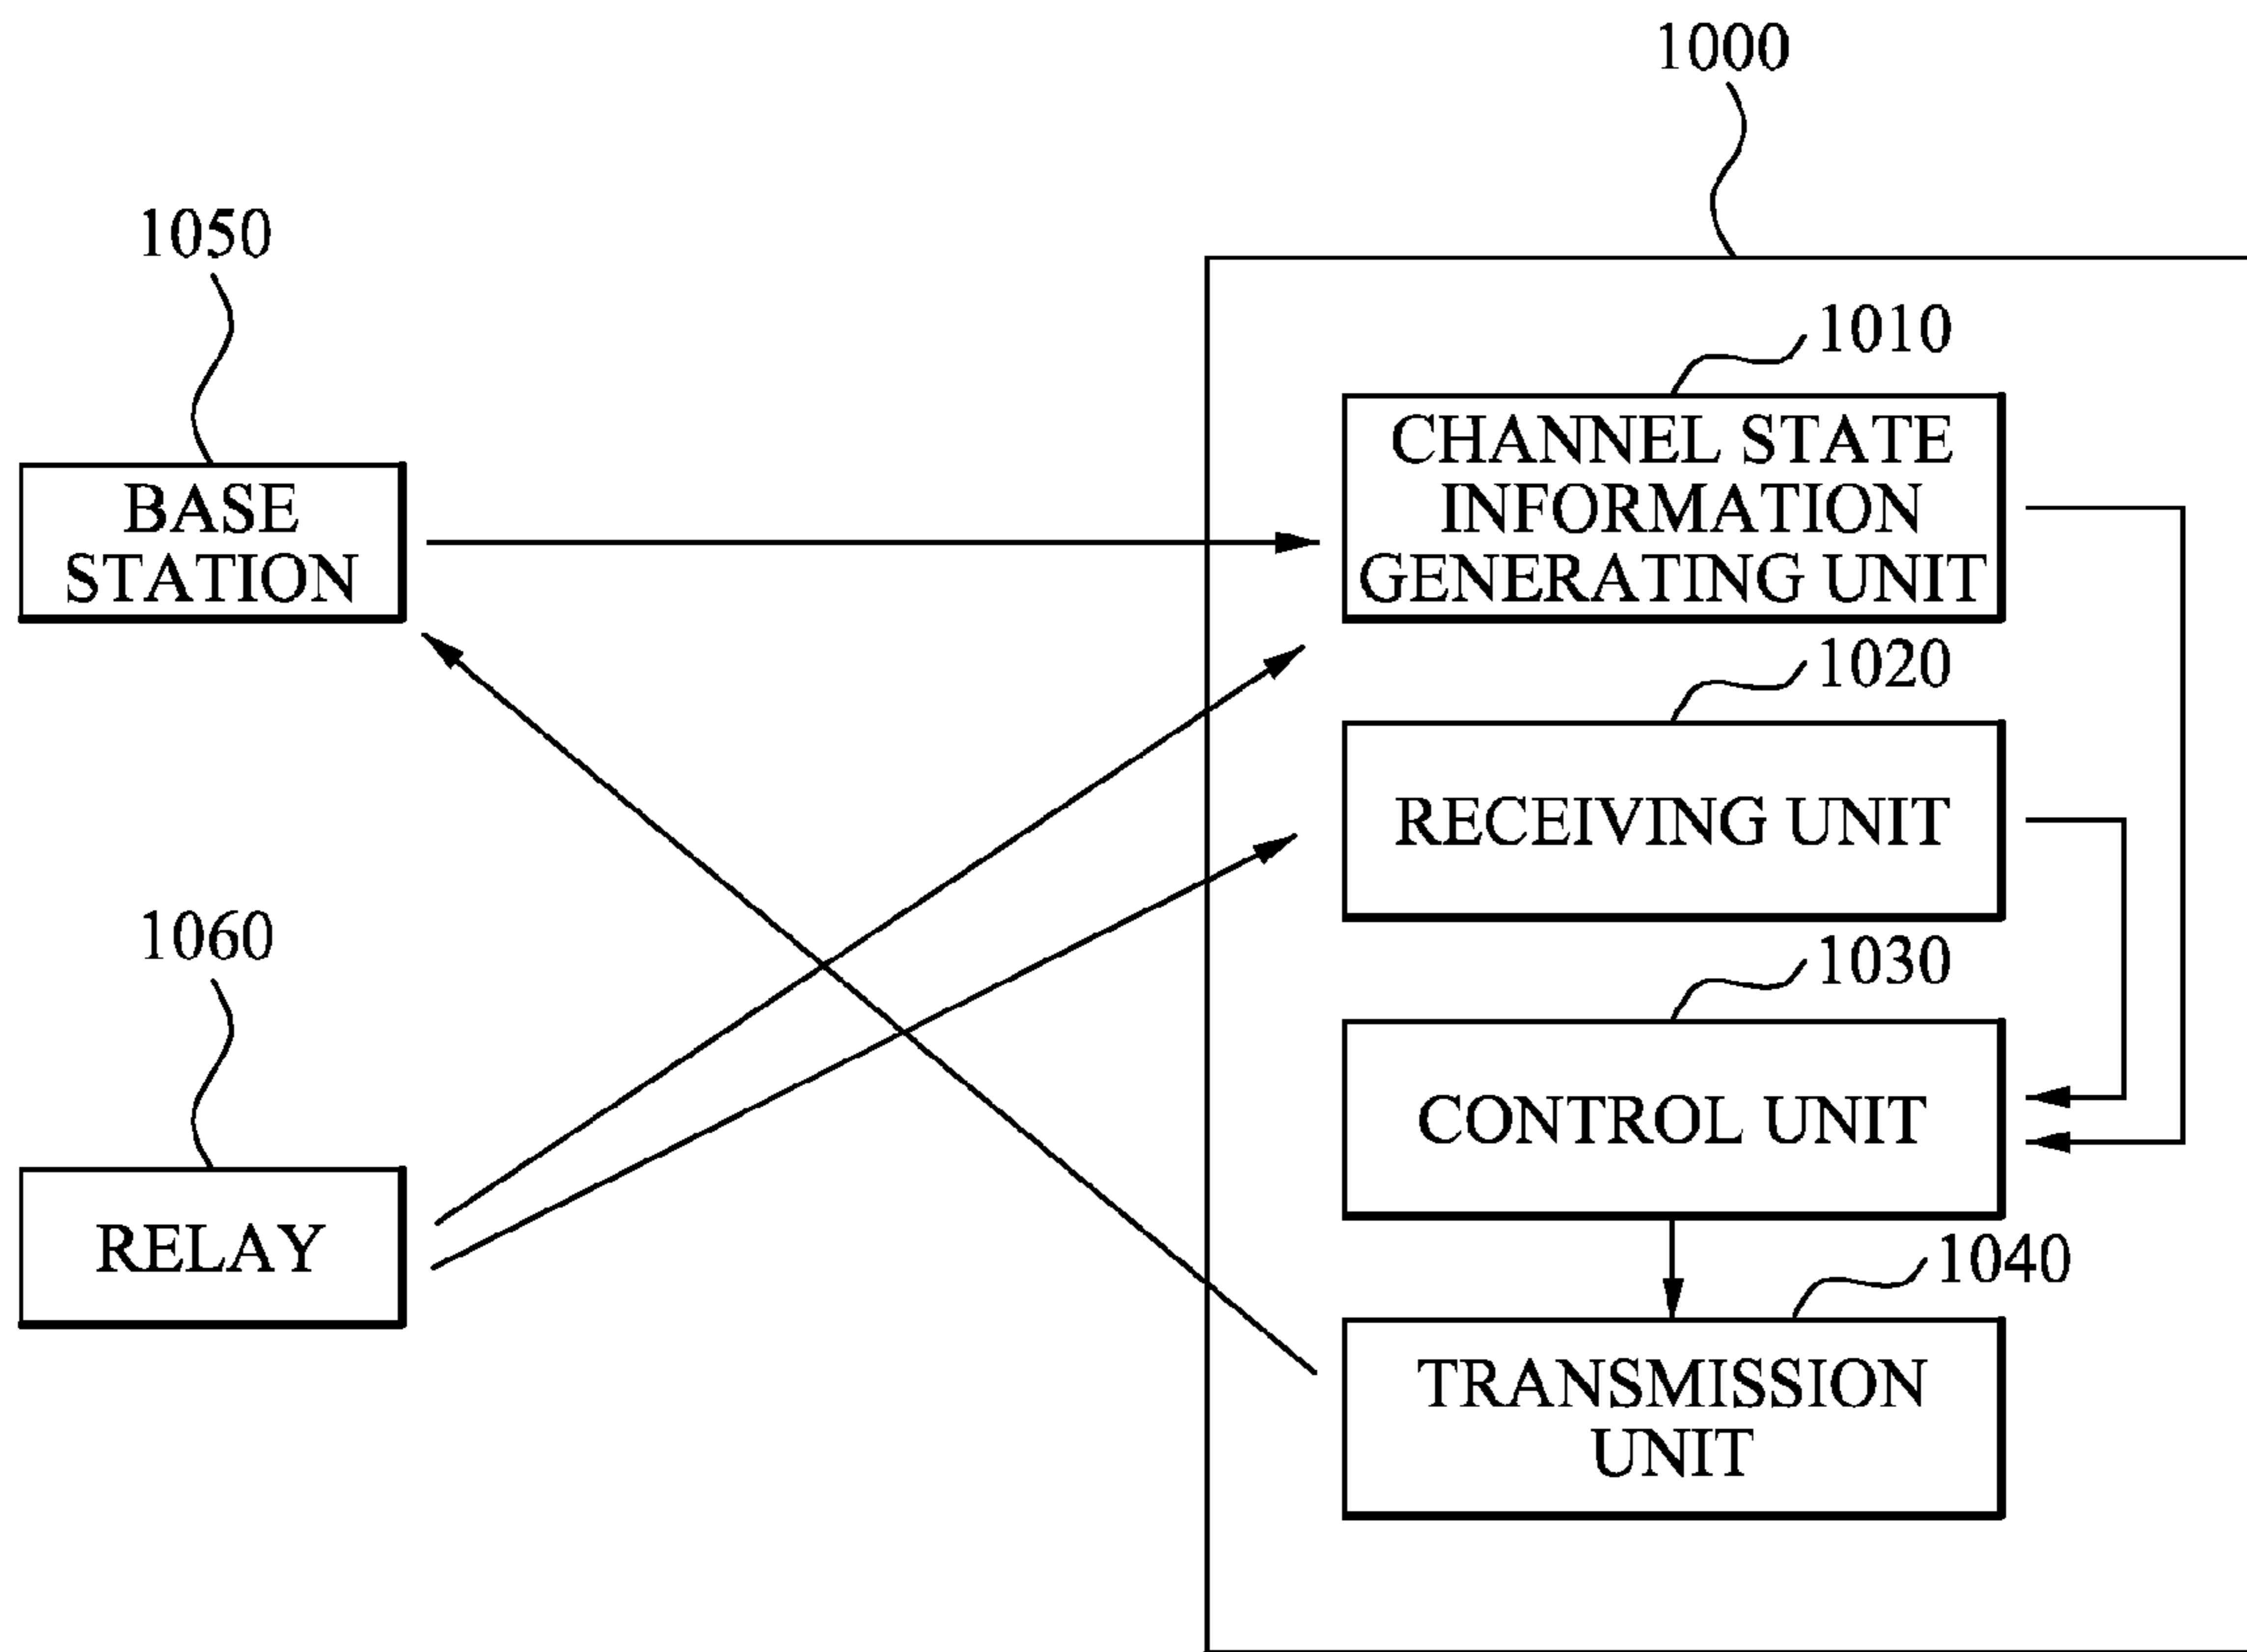 1000
1050
1010
CHANNEL STATE
INFORMATION
GENERATING UNIT
BASE
STATION
1020
RECEIVING UNIT
1060
1030
CONTROL UNIT
RELAY
1040
TRANSMISSION
UNIT